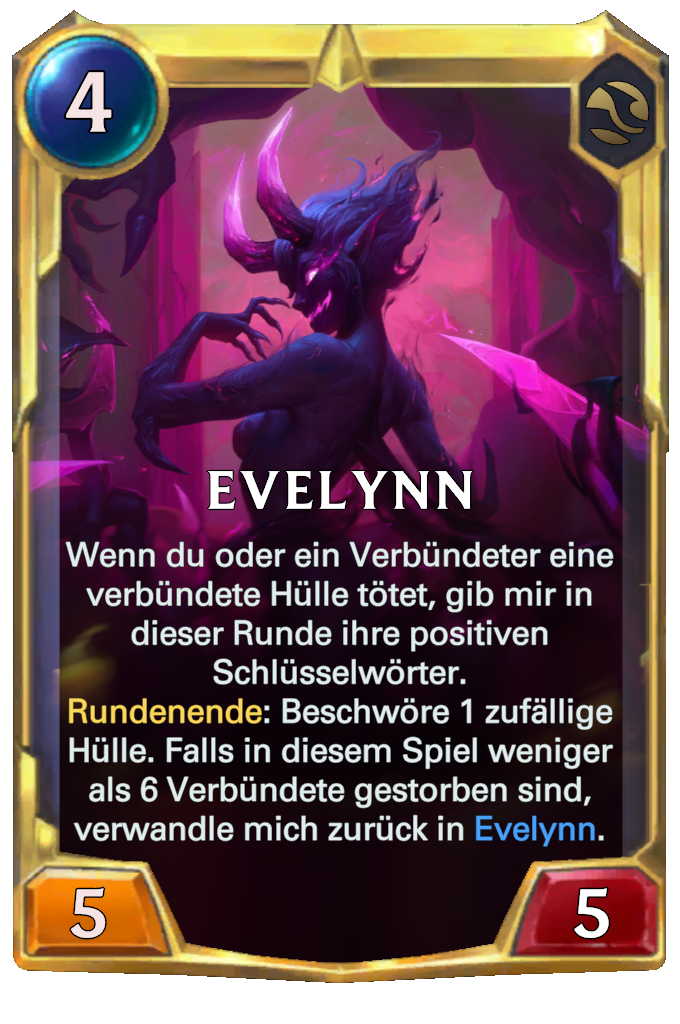 4
EVELYNN
Wenn du oder ein Verbündeter eine
verbündete Hülle tötet, gib mir in
dieser Runde ihre positiven
Schlüsselwörter.
Rundenende: Beschwöre 1 zufällige
Hülle. Falls in diesem Spiel weniger
als 6 Verbündete gestorben sind,
verwandle mich zurück in Evelynn.
5 5